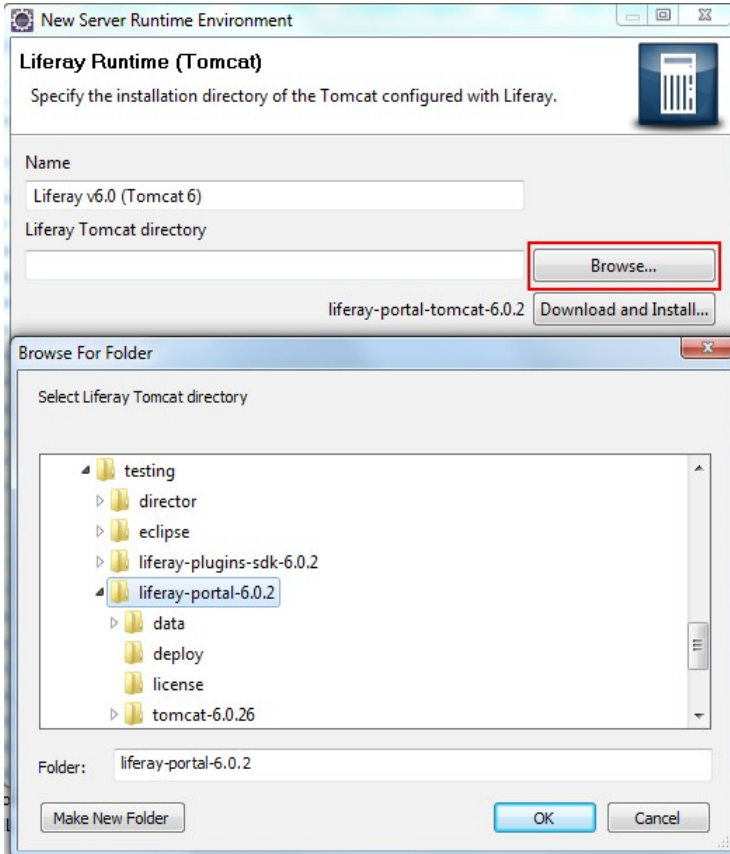 New Server Runtime Environment
Liferay Runtime (Tomcat)
Specify the installation directory of the Tomcat configured with Liferay.
Name
Liferay v6.0 (Tomcat 6)
Liferay Tomcat directory
Browse...
liferay-portal-tomcat-6.0.2 Download and Install...
Browse For Folder
Select Liferay Tomcat directory
testing
director
eclipse
liferay-plugins-sdk-6.0.2
liferay-portal-6.0.2
data
deploy
license
tomcat-6.0.26
Folder: liferay-portal-6.0.2
Make New Folder OK Cancel